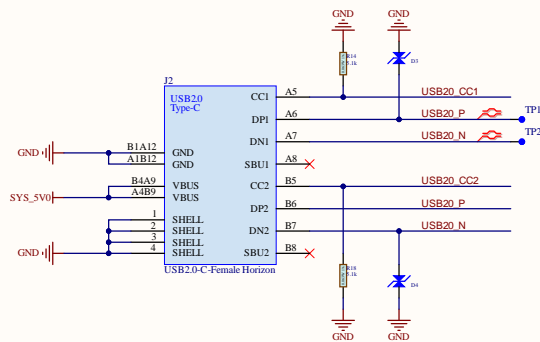 GND
GND
R14
5.1k
D3
J2
USB2.0
Type-C
CC1
A5
USB20_CC1
DP1
A6
USB20_P
TP1
DN1
A7
USB20_N
TP2
GND
B1A12
GND
A1B12
GND
SBU1
A8
CC2
B5
USB20_CC2
SYS_5V0
B4A9
VBUS
A4B9
VBUS
DP2
B6
USB20_P
1
SHELL
2
SHELL
DN2
B7
USB20_N
3
SHELL
GND
4
SHELL
SBU2
B8
USB2.0-C-Female Horizon
R18
5.1k
D4
GND
GND